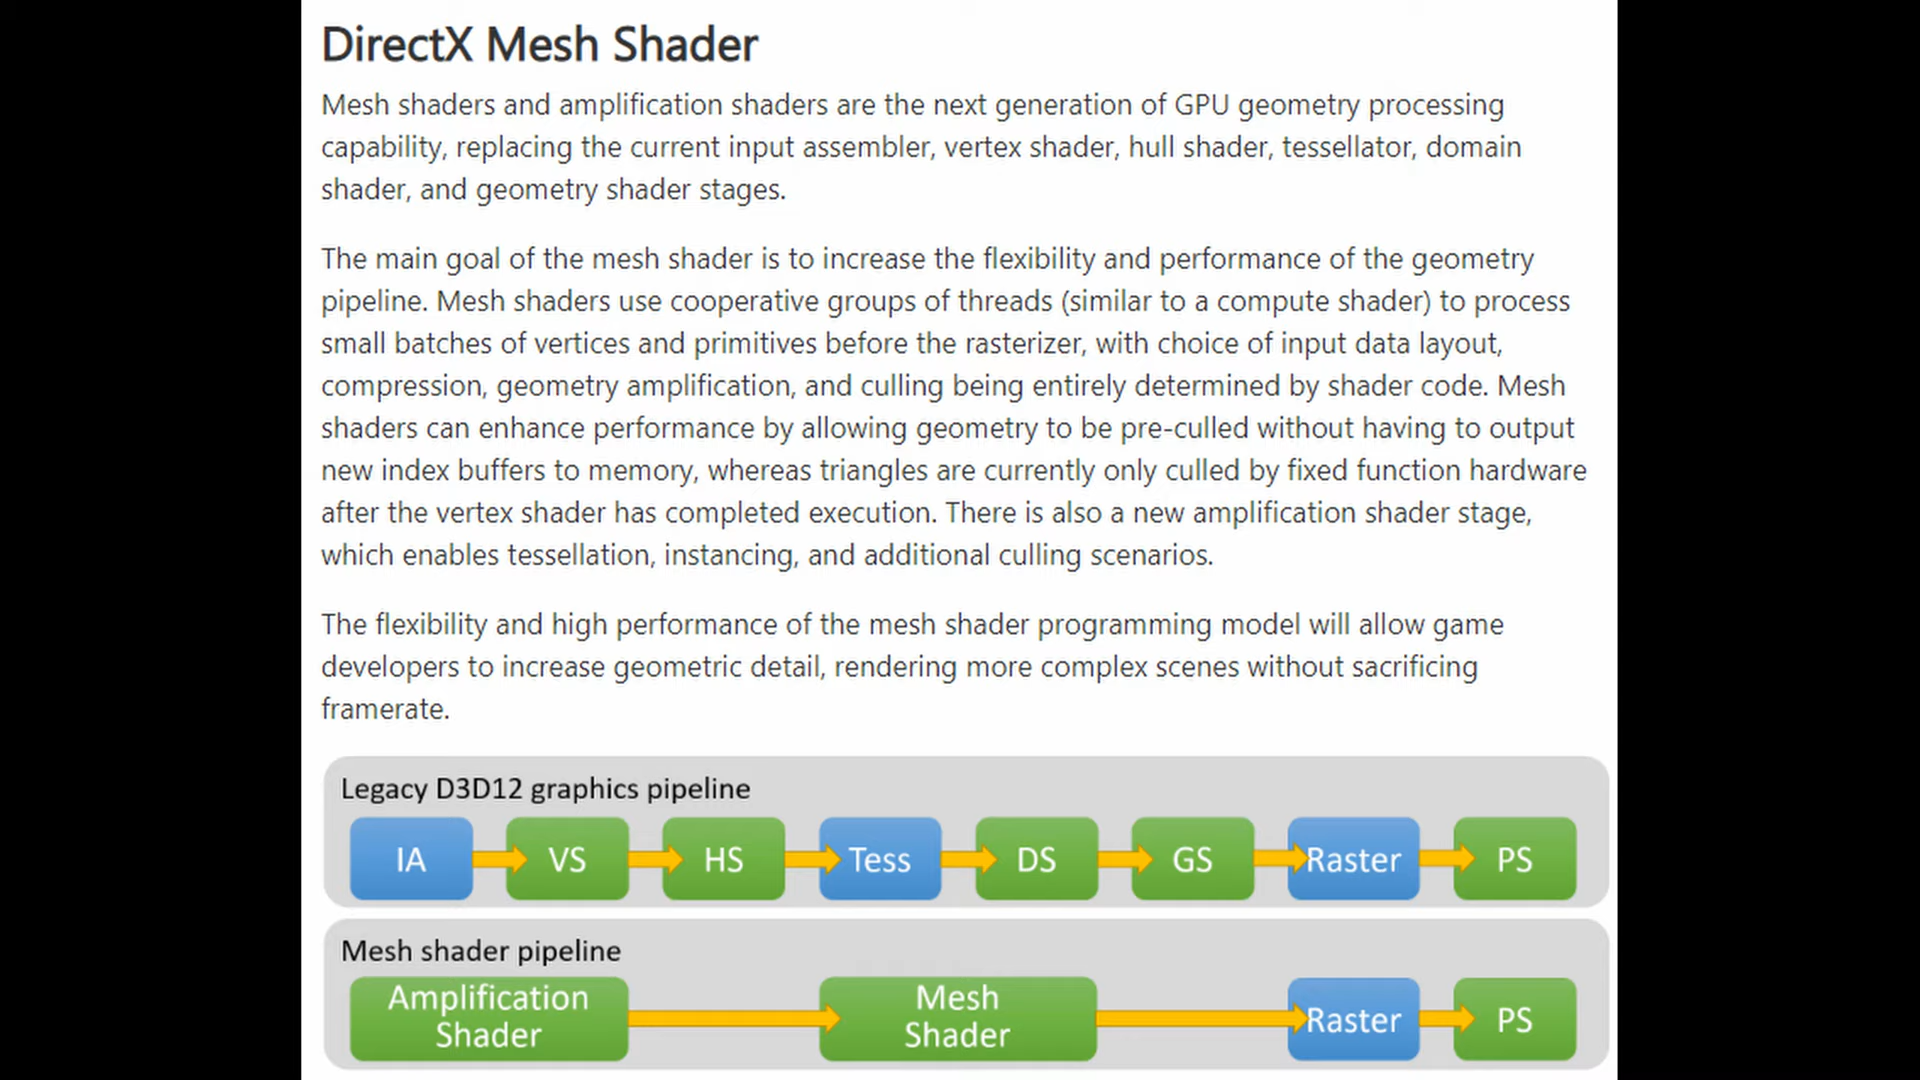 DirectX Mesh Shader
Mesh shaders and amplification shaders are the next generation of GPU geometry processing
capability, replacing the current input assembler, vertex shader, hull shader, tessellator, domain
shader, and geometry shader stages.
The main goal of the mesh shader is to increase the flexibility and performance of the geometry
pipeline. Mesh shaders use cooperative groups of threads (similar to a compute shader) to process
small batches of vertices and primitives before the rasterizer, with choice of input data layout,
compression, geometry amplification, and culling being entirely determined by shader code. Mesh
shaders can enhance performance by allowing geometry to be pre-culled without having to output
new index buffers to memory, whereas triangles are currently only culled by fixed function hardware
after the vertex shader has completed execution. There is also a new amplification shader stage,
which enables tessellation, instancing, and additional culling scenarios.
The flexibility and high performance of the mesh shader programming model will allow game
developers to increase geometric detail, rendering more complex scenes without sacrificing
framerate.
Legacy D3D12 graphics pipeline
IA VS HS Tess DS GS Raster PS
Mesh shader pipeline
Amplification
Shader
Mesh
Shader
Raster
PS